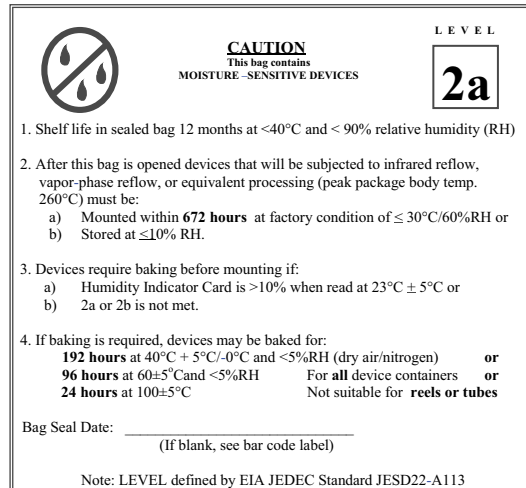 LEVEL
CAUTION
This bag contains
MOISTURE –SENSITIVE DEVICES
2a
1. Shelf life in sealed bag 12 months at <40°C and < 90% relative humidity (RH)
2. After this bag is opened devices that will be subjected to infrared reflow,
vapor-phase reflow, or equivalent processing (peak package body temp.
260°C) must be:
a) Mounted within 672 hours at factory condition of ≤ 30°C/60%RH or
b) Stored at ≤10% RH.
3. Devices require baking before mounting if:
a) Humidity Indicator Card is >10% when read at 23°C ± 5°C or
b) 2a or 2b is not met.
4. If baking is required, devices may be baked for:
192 hours at 40°C + 5°C/-0°C and <5%RH (dry air/nitrogen) or
96 hours at 60±5°Cand <5%RH For all device containers or
24 hours at 100±5°C Not suitable for reels or tubes
Bag Seal Date: ______________________________
(If blank, see bar code label)
Note: LEVEL defined by EIA JEDEC Standard JESD22-A113